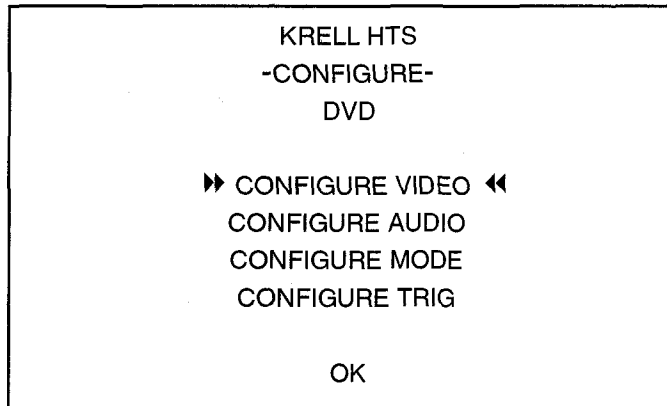 KRELL HTS
-CONFIGURE-
DVD
▶▶ CONFIGURE VIDEO ◀◀
CONFIGURE AUDIO
CONFIGURE MODE
CONFIGURE TRIG
OK